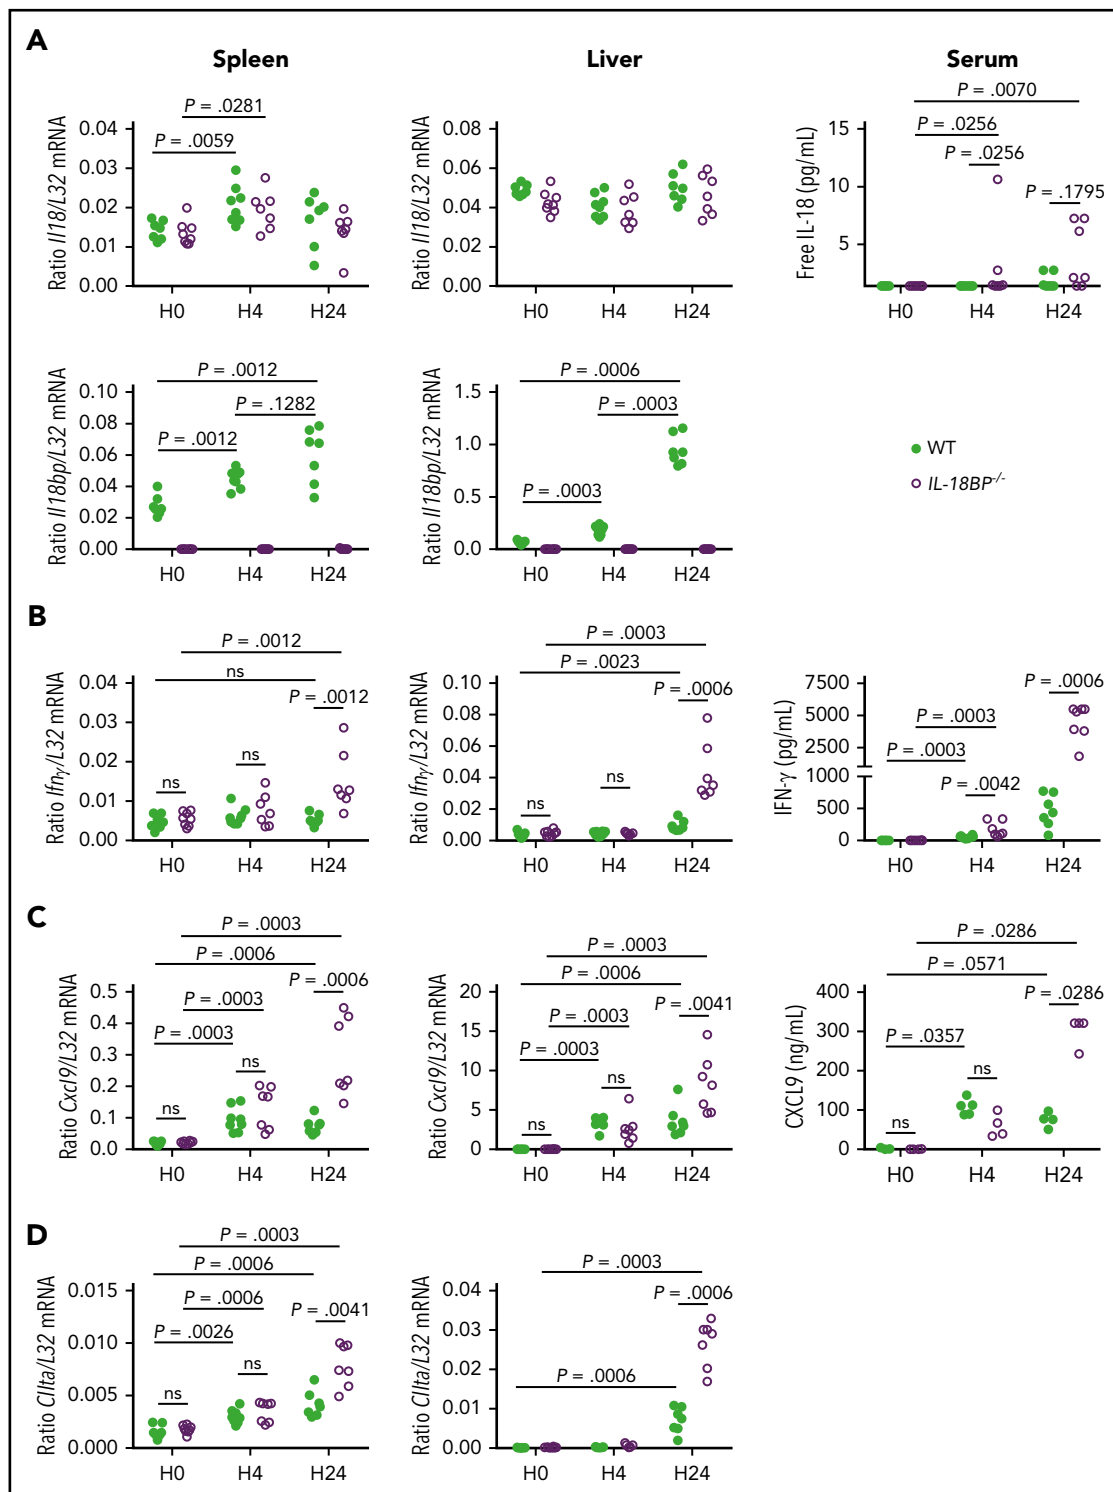 A
Spleen
Liver
Serum
Ratio Il18/L32 mRNA
0.04
0.03
0.02
0.01
0.00
P = .0281
P = .0059
H0
H4
H24
Ratio Il18/L32 mRNA
0.08
0.06
0.04
0.02
0.00
H0
H4
H24
Free IL-18 (pg/mL)
15
10
5
P = .0070
P = .0256
P = .0256
P = .1795
H0
H4
H24
Ratio Il18bp/L32 mRNA
0.10
0.08
0.06
0.04
0.02
0.00
P = .0012
P = .1282
P = .0012
H0
H4
H24
Ratio Il18bp/L32 mRNA
1.5
1.0
0.5
0.0
P = .0006
P = .0003
P = .0003
H0
H4
H24
WT
IL-18BP-/-
B
Ratio Ifnγ/L32 mRNA
0.04
0.03
0.02
0.01
0.00
P = .0012
ns
P = .0012
ns
ns
H0
H4
H24
Ratio Ifnγ/L32 mRNA
0.10
0.08
0.06
0.04
0.02
0.00
P = .0003
P = .0023
P = .0006
ns
ns
H0
H4
H24
IFN-γ (pg/mL)
7500
5000
2500
1000
500
0
P = .0006
P = .0003
P = .0003
P = .0042
H0
H4
H24
C
Ratio Cxcl9/L32 mRNA
0.5
0.4
0.3
0.2
0.1
0.0
P = .0003
P = .0006
P = .0006
P = .0003
P = .0003
ns
ns
H0
H4
H24
Ratio Cxcl9/L32 mRNA
20
15
10
5
0
P = .0003
P = .0006
P = .0041
P = .0003
P = .0003
ns
ns
H0
H4
H24
CXCL9 (ng/mL)
400
300
200
100
0
P = .0286
P = .0571
P = .0286
P = .0357
ns
ns
H0
H4
H24
D
Ratio CIIta/L32 mRNA
0.015
0.010
0.005
0.000
P = .0003
P = .0006
P = .0006
P = .0041
P = .0026
ns
ns
H0
H4
H24
Ratio CIIta/L32 mRNA
0.04
0.03
0.02
0.01
0.00
P = .0003
P = .0006
P = .0006
H0
H4
H24